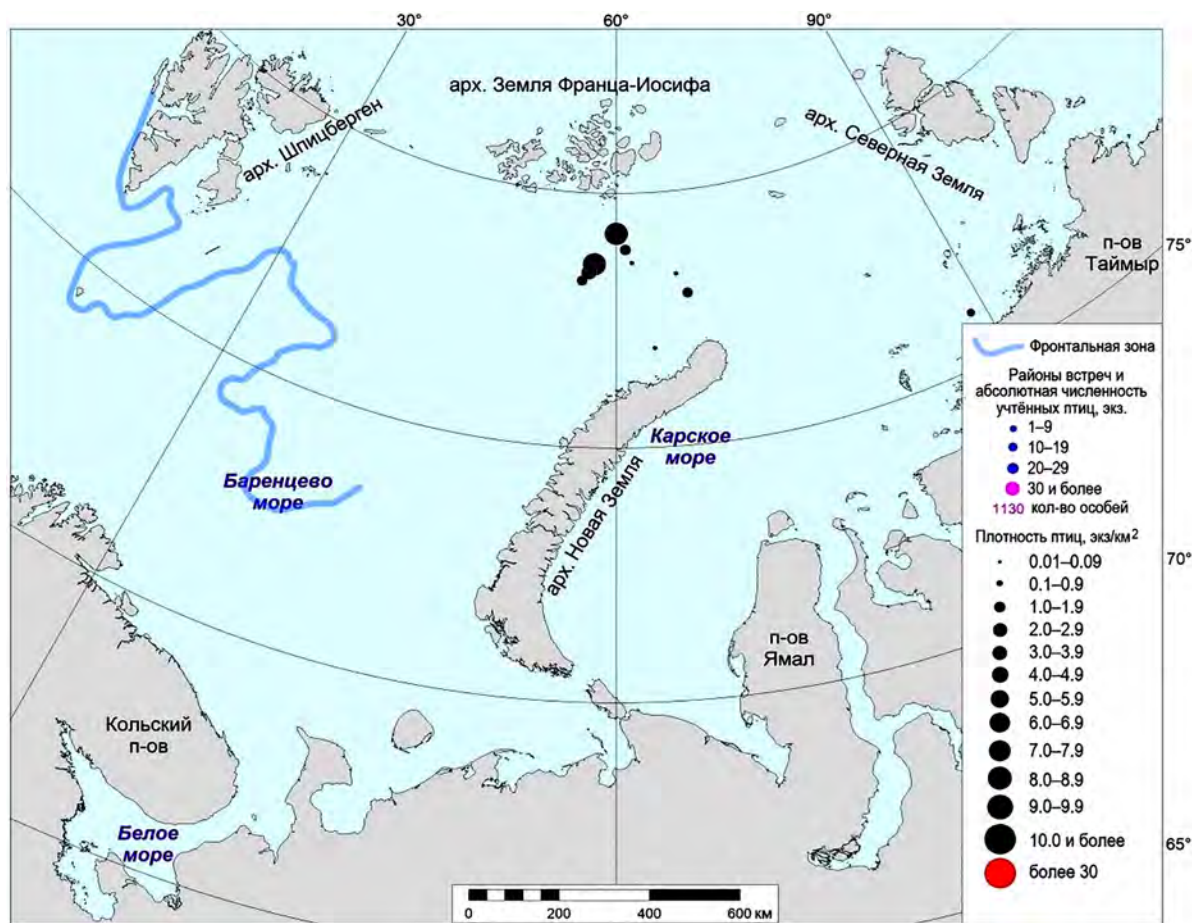 30°
60°
90°
арх. Земля Франца-Иосифа
арх. Шпицберген
арх. Северная Земля
п-ов
Таймыр
75°
Карское
море
Баренцево
море
арх. Новая Земля
70°
п-ов
Ямал
Кольский
п-ов
Белое
море
65°
0 200 400 600 км
Фронтальная зона
Районы встреч и
абсолютная численность
учтённых птиц, экз.
1–9
10–19
20–29
30 и более
1130 кол-во особей
Плотность птиц, экз/км²
0.01–0.09
0.1–0.9
1.0–1.9
2.0–2.9
3.0–3.9
4.0–4.9
5.0–5.9
6.0–6.9
7.0–7.9
8.0–8.9
9.0–9.9
10.0 и более
более 30